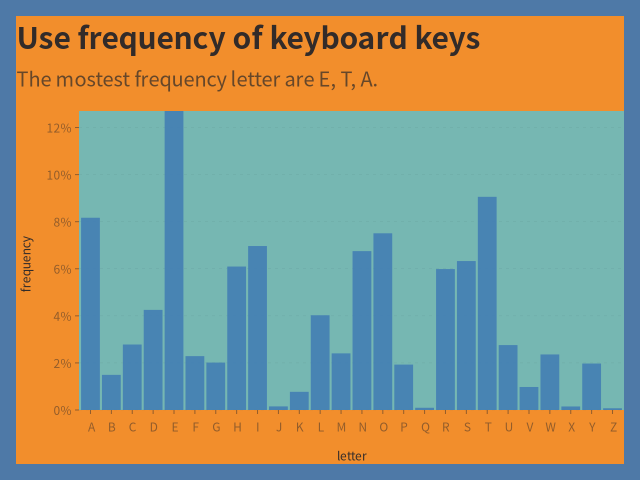 Use frequency of keyboard keys
The mostest frequency letter are E, T, A.
12%
10%
8%
6%
4%
2%
0%
frequency
A B C D E F G H I J K L M N O P Q R S T U V W X Y Z
letter